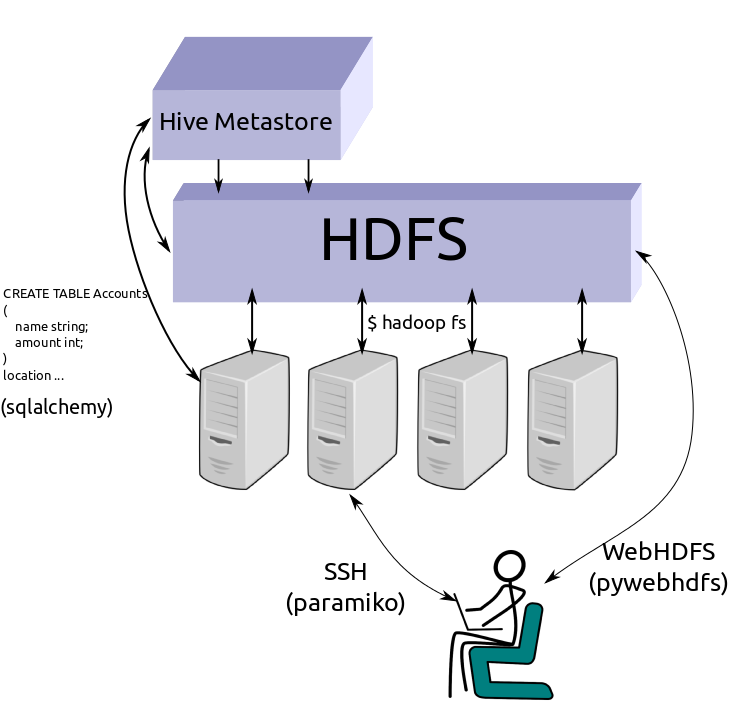 Hive Metastore
HDFS
CREATE TABLE Accounts
(
name string;
amount int;
)
location ...
(sqlalchemy)
$ hadoop fs
SSH
(paramiko)
WebHDFS
(pywebhdfs)